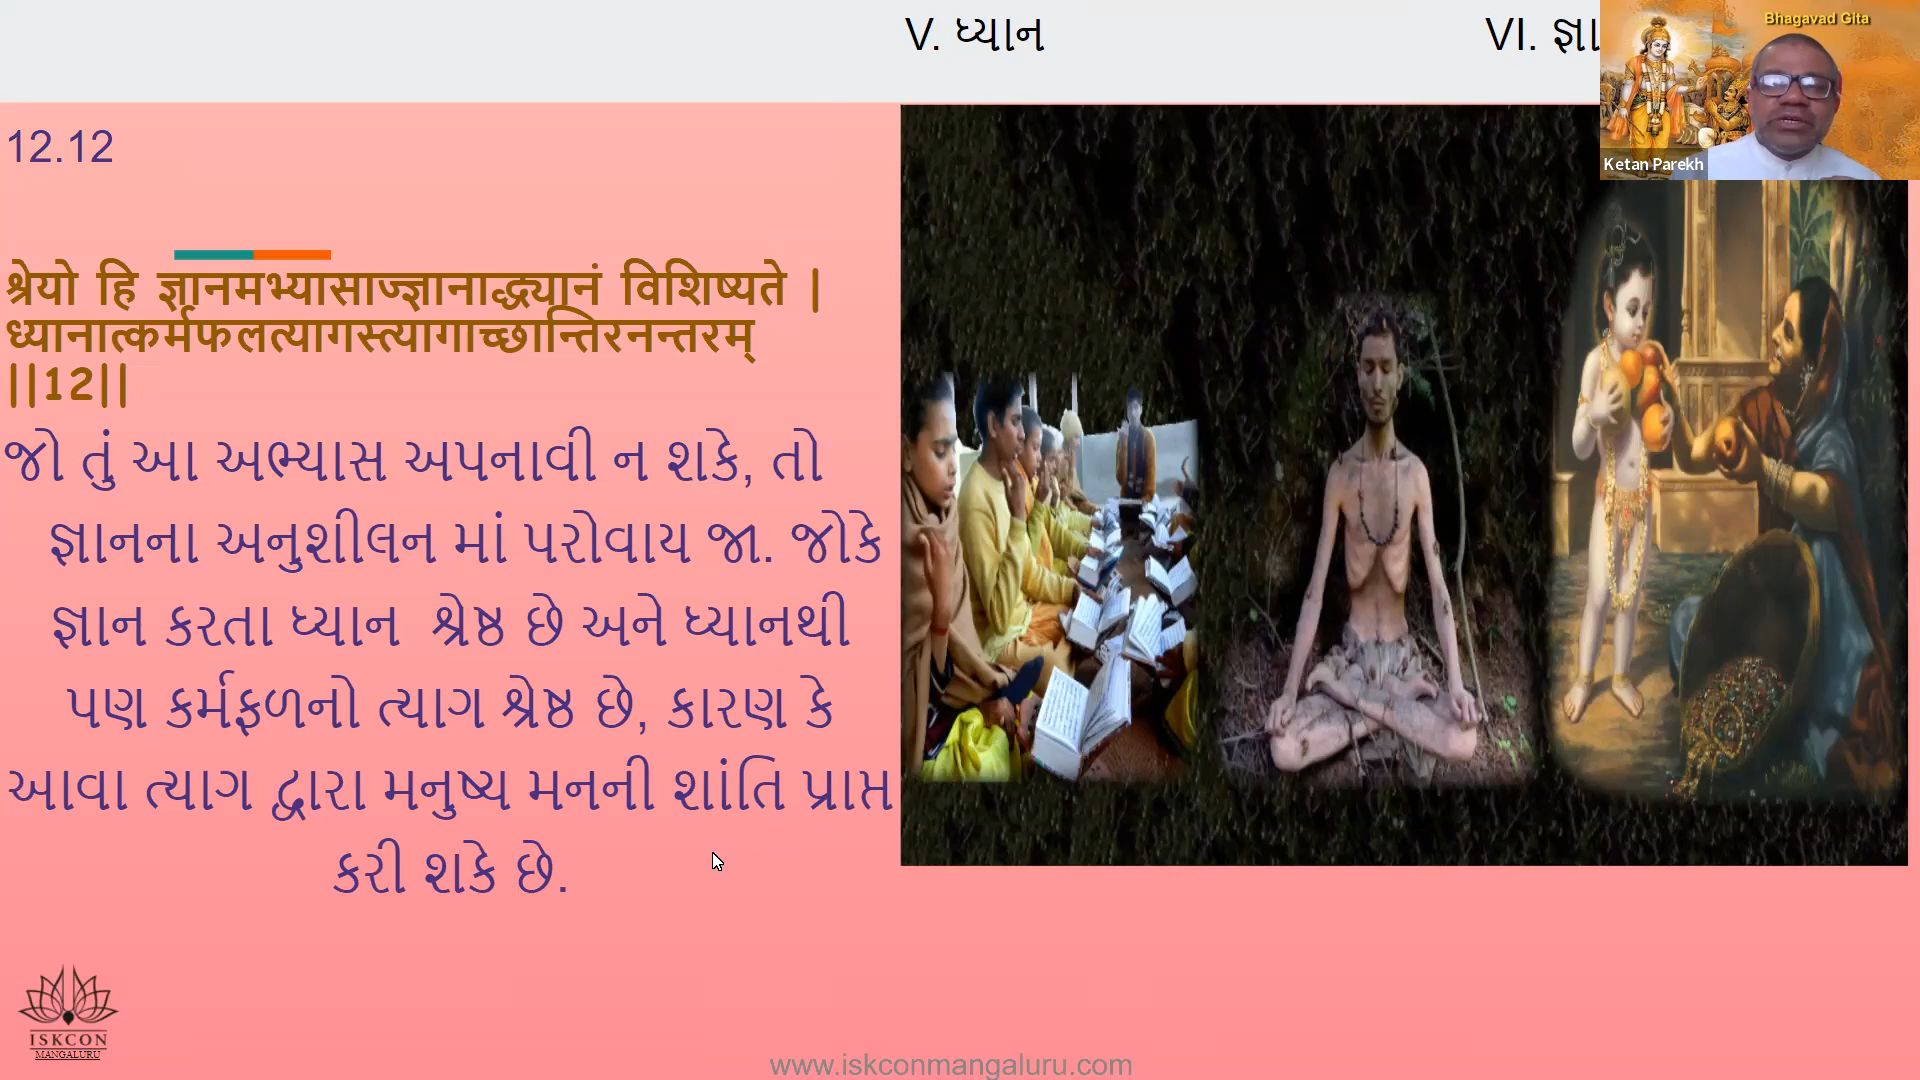 V. ધ્યાન
VI. જ્ઞા
Bhagavad Gita
Ketan Parekh
12.12
श्रेयो हि ज्ञानमभ्यासाज्ज्ञानाद्ध्यानं विशिष्यते |
ध्यानात्कर्मफलत्यागस्त्यागाच्छान्तिरनन्तरम्
||12||
જો તું આ અભ્યાસ અપનાવી ન શકે, તો
જ્ઞાનના અનુશીલન માં પરોવાય જા. જોકે
જ્ઞાન કરતા ધ્યાન શ્રેષ્ઠ છે અને ધ્યાનથી
પણ કર્મફળનો ત્યાગ શ્રેષ્ઠ છે, કારણ કે
આવા ત્યાગ દ્વારા મનુષ્ય મનની શાંતિ પ્રાપ્ત
કરી શકે છે.
ISKCON
MANGALURU
www.iskconmangaluru.com